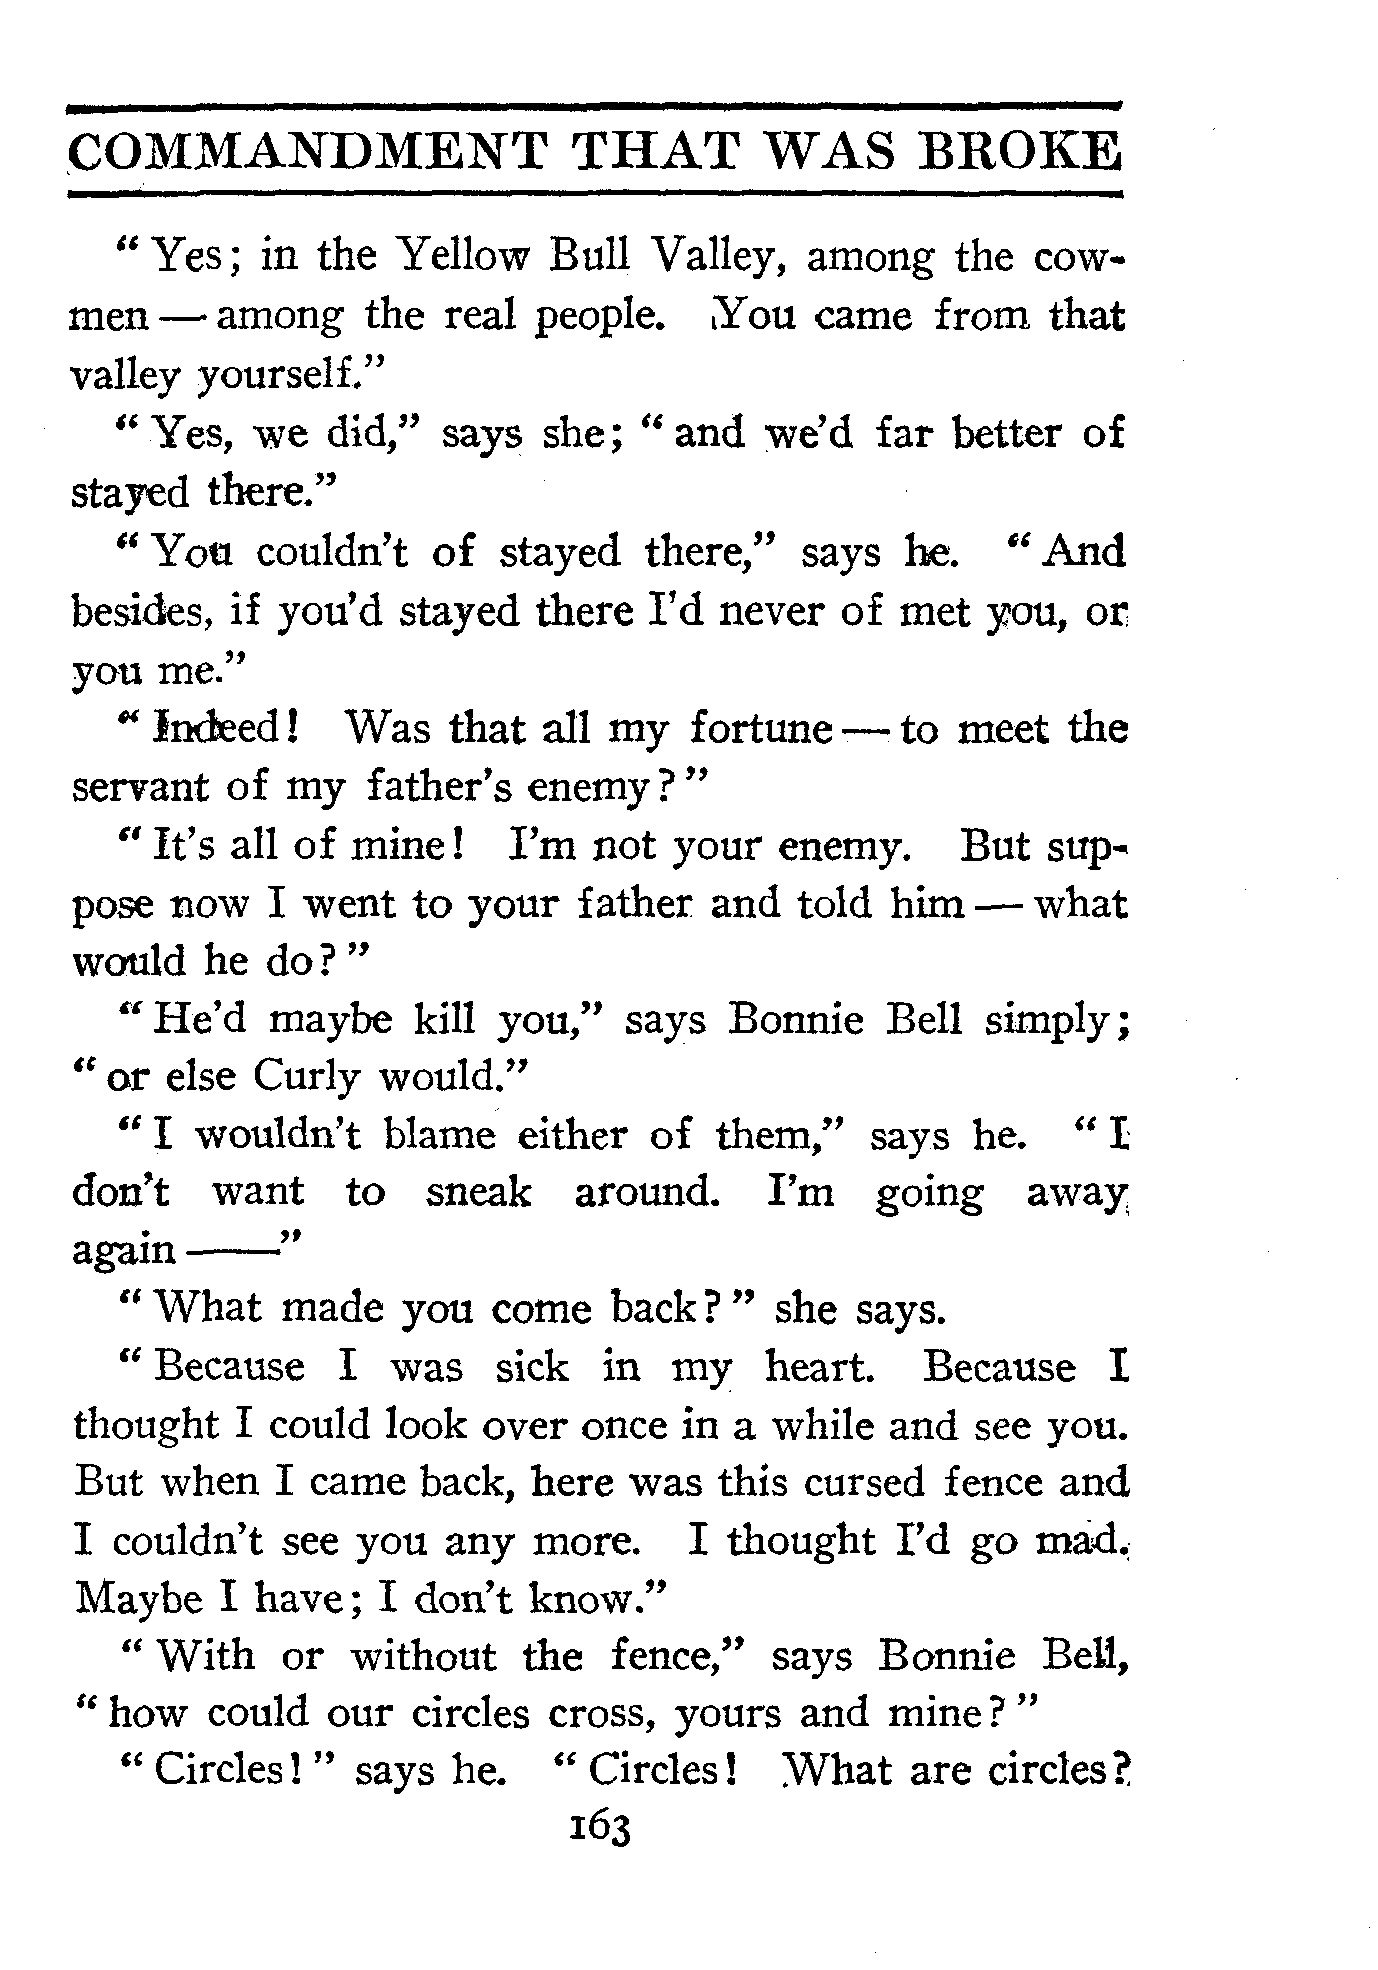 COMMANDMENT THAT WAS BROKE
“Yes; in the Yellow Bull Valley, among the cow-
men — among the real people. You came from that
valley yourself.”
“Yes, we did,” says she; “and we’d far better of
stayed there.”
“You couldn’t of stayed there,” says he. “And
besides, if you’d stayed there I’d never of met you, or
you me.”
“Indeed! Was that all my fortune — to meet the
servant of my father’s enemy?”
“It’s all of mine! I’m not your enemy. But sup-
pose now I went to your father and told him — what
would he do?”
“He’d maybe kill you,” says Bonnie Bell simply;
“or else Curly would.”
“I wouldn’t blame either of them,” says he. “I
don’t want to sneak around. I’m going away
again ——”
“What made you come back?” she says.
“Because I was sick in my heart. Because I
thought I could look over once in a while and see you.
But when I came back, here was this cursed fence and
I couldn’t see you any more. I thought I’d go mad.
Maybe I have; I don’t know.”
“With or without the fence,” says Bonnie Bell,
“how could our circles cross, yours and mine?”
“Circles!” says he. “Circles! What are circles?
163